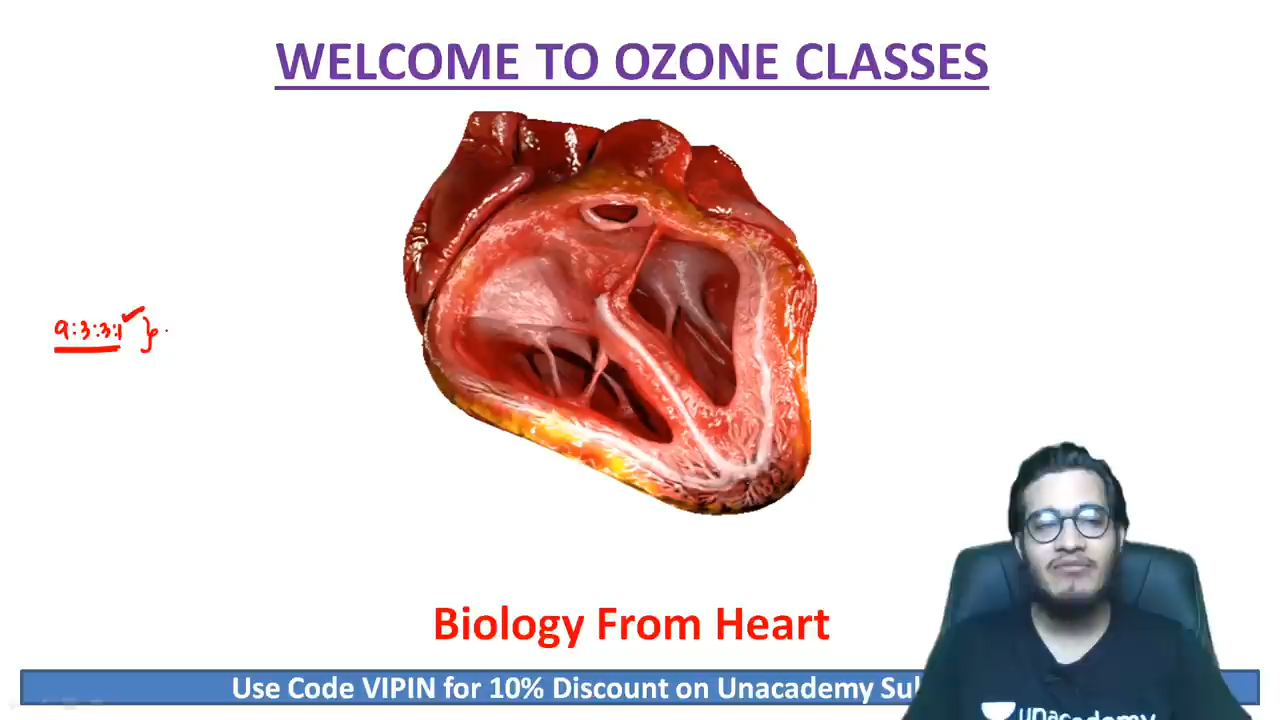 WELCOME TO OZONE CLASSES
9:3:3:1
Biology From Heart
Use Code VIPIN for 10% Discount on Unacademy
unacademy